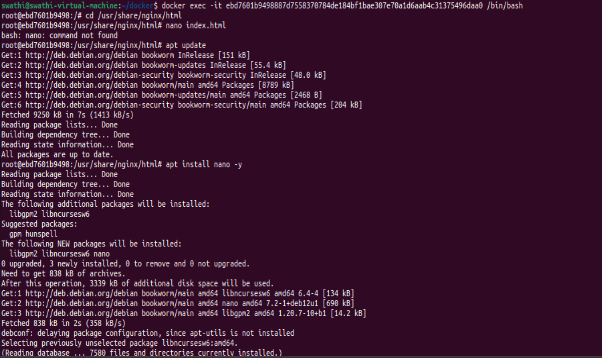 swathi@swathi-virtual-machine:~/docker$ docker exec -it ebd7601b9498887d7558370784de184bf1bae307e70a1d6aab4c31375496daa0 /bin/bash
root@ebd7601b9498:/# cd /usr/share/nginx/html
root@ebd7601b9498:/usr/share/nginx/html# nano index.html
bash: nano: command not found
root@ebd7601b9498:/usr/share/nginx/html# apt update
Get:1 http://deb.debian.org/debian bookworm InRelease [151 kB]
Get:2 http://deb.debian.org/debian bookworm-updates InRelease [55.4 kB]
Get:3 http://deb.debian.org/debian-security bookworm-security InRelease [48.0 kB]
Get:4 http://deb.debian.org/debian bookworm/main amd64 Packages [8789 kB]
Get:5 http://deb.debian.org/debian bookworm-updates/main amd64 Packages [2468 B]
Get:6 http://deb.debian.org/debian-security bookworm-security/main amd64 Packages [204 kB]
Fetched 9250 kB in 7s (1413 kB/s)
Reading package lists... Done
Building dependency tree... Done
Reading state information... Done
All packages are up to date.
root@ebd7601b9498:/usr/share/nginx/html# apt install nano -y
Reading package lists... Done
Building dependency tree... Done
Reading state information... Done
The following additional packages will be installed:
libgpm2 libncursesw6
Suggested packages:
gpm hunspell
The following NEW packages will be installed:
libgpm2 libncursesw6 nano
0 upgraded, 3 newly installed, 0 to remove and 0 not upgraded.
Need to get 838 kB of archives.
After this operation, 3339 kB of additional disk space will be used.
Get:1 http://deb.debian.org/debian bookworm/main amd64 libncursesw6 amd64 6.4-4 [134 kB]
Get:2 http://deb.debian.org/debian bookworm/main amd64 nano amd64 7.2-1+deb12u1 [690 kB]
Get:3 http://deb.debian.org/debian bookworm/main amd64 libgpm2 amd64 1.20.7-10+b1 [14.2 kB]
Fetched 838 kB in 2s (358 kB/s)
debconf: delaying package configuration, since apt-utils is not installed
Selecting previously unselected package libncursesw6:amd64.
(Reading database ... 7580 files and directories currently installed.)